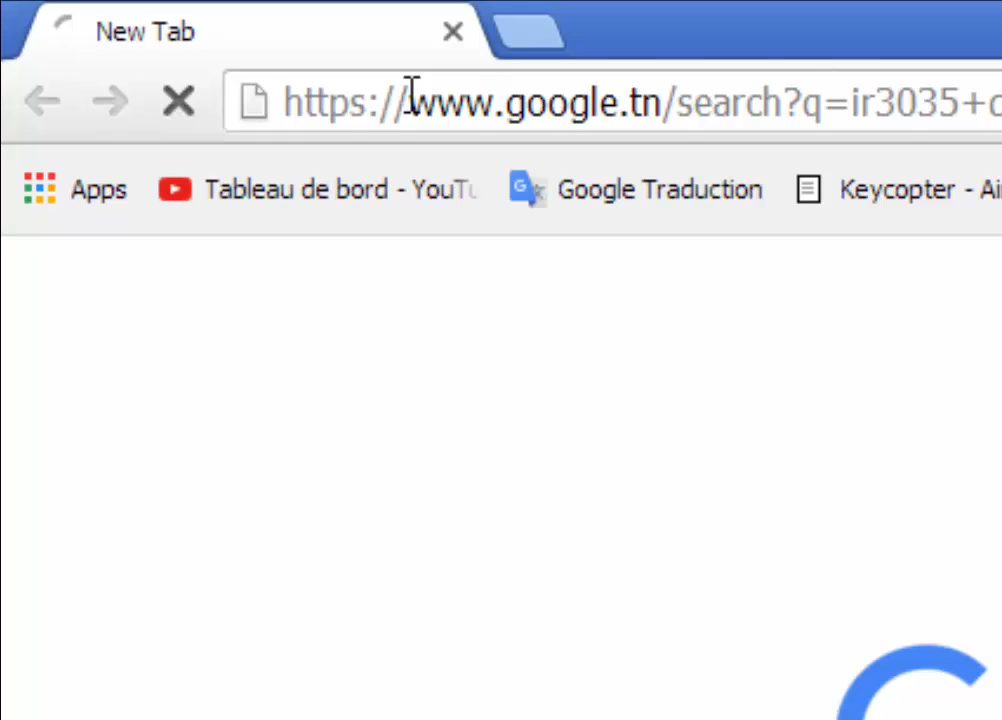 New Tab
https://www.google.tn/search?q=ir3035+
Apps Tableau de bord - YouTu Google Traduction Keycopter - Ai